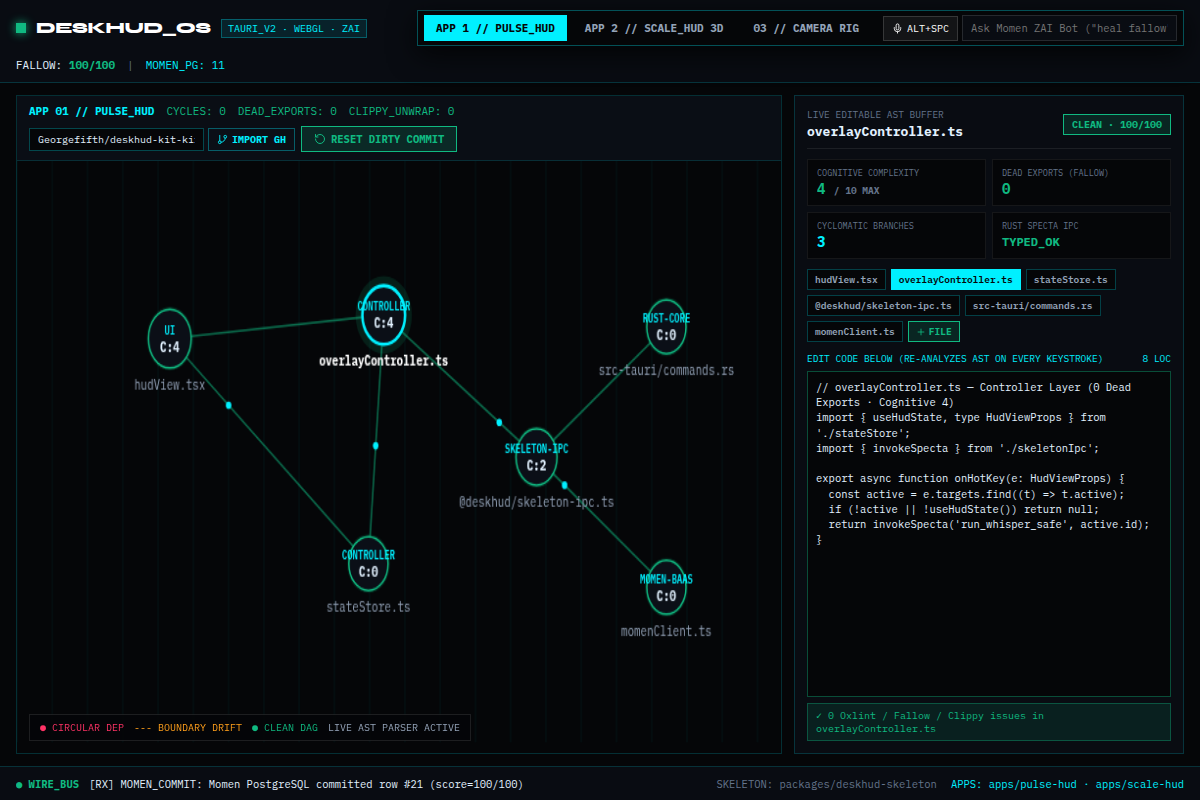 DESKHUD_OS
TAURI_V2 · WEBGL · ZAI
APP 1 // PULSE_HUD
APP 2 // SCALE_HUD 3D
03 // CAMERA RIG
ALT+SPC
Ask Momen ZAI Bot ("heal fallow
FALLOW: 100/100 | MOMEN_PG: 11
APP 01 // PULSE_HUD CYCLES: 0 DEAD_EXPORTS: 0 CLIPPY_UNWRAP: 0
Georgefifth/deskhud-kit-ki
IMPORT GH
RESET DIRTY COMMIT
UI
C:4
hudView.tsx
CONTROLLER
C:4
overlayController.ts
RUST-CORE
C:0
src-tauri/commands.rs
SKELETON-IPC
C:2
@deskhud/skeleton-ipc.ts
CONTROLLER
C:0
stateStore.ts
MOMEN-BAAS
C:0
momenClient.ts
CIRCULAR DEP --- BOUNDARY DRIFT CLEAN DAG LIVE AST PARSER ACTIVE
LIVE EDITABLE AST BUFFER
overlayController.ts
CLEAN · 100/100
COGNITIVE COMPLEXITY
4 / 10 MAX
DEAD EXPORTS (FALLOW)
0
CYCLOMATIC BRANCHES
3
RUST SPECTA IPC
TYPED_OK
hudView.tsx
overlayController.ts
stateStore.ts
@deskhud/skeleton-ipc.ts
src-tauri/commands.rs
momenClient.ts
+ FILE
EDIT CODE BELOW (RE-ANALYZES AST ON EVERY KEYSTROKE) 8 LOC
// overlayController.ts — Controller Layer (0 Dead
Exports · Cognitive 4)
import { useHudState, type HudViewProps } from
'./stateStore';
import { invokeSpecta } from './skeletonIpc';
export async function onHotKey(e: HudViewProps) {
const active = e.targets.find((t) => t.active);
if (!active || !useHudState()) return null;
return invokeSpecta('run_whisper_safe', active.id);
}
✓ 0 Oxlint / Fallow / Clippy issues in
overlayController.ts
WIRE_BUS [RX] MOMEN_COMMIT: Momen PostgreSQL committed row #21 (score=100/100)
SKELETON: packages/deskhud-skeleton APPS: apps/pulse-hud · apps/scale-hud